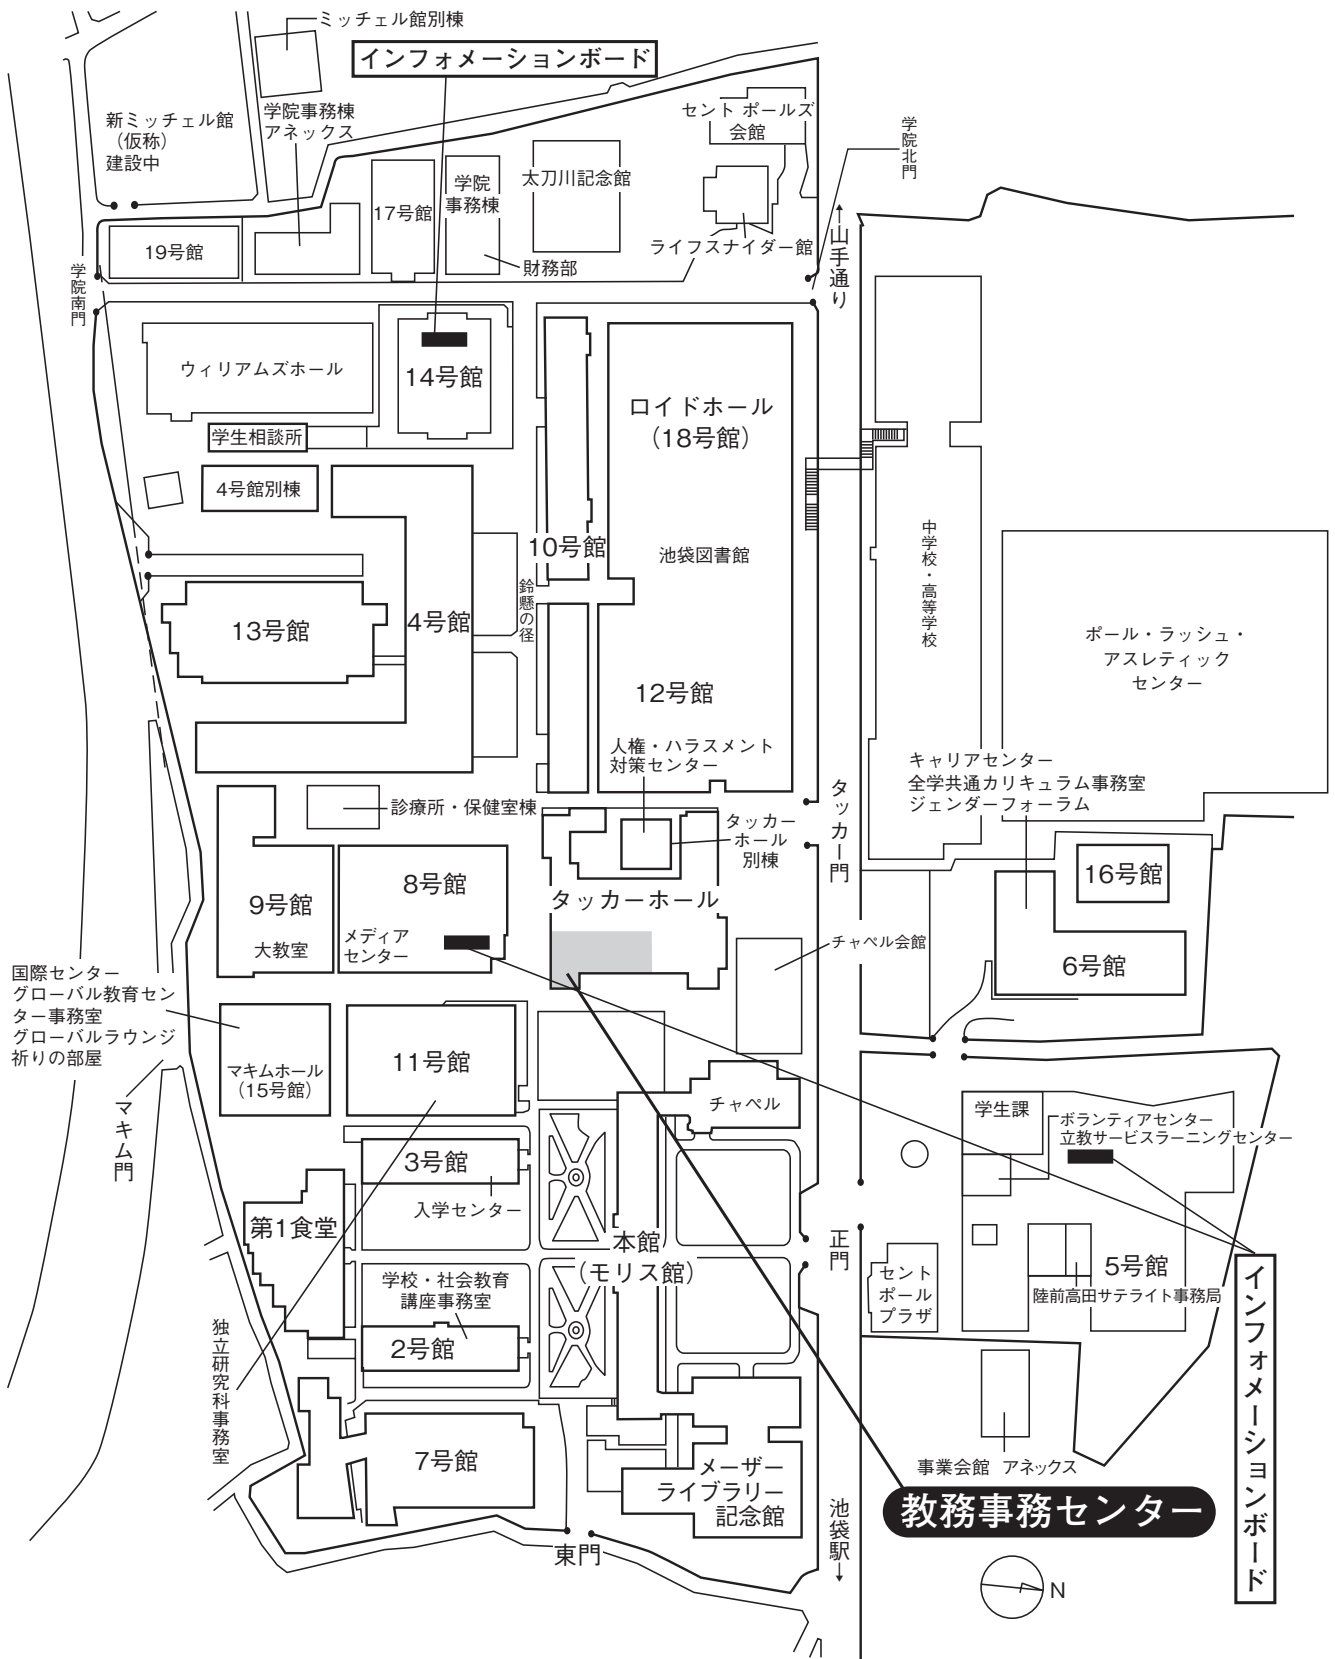 ミッチェル館別棟
インフォメーションボード
新ミッチェル館
（仮称）
建設中
学院事務棟
アネックス
セント ポールズ
会館
学院北門
17号館
学院
事務棟
太刀川記念館
19号館
財務部
ライフスナイダー館
↑山手通り
学院南門
ウィリアムズホール
14号館
ロイドホール
（18号館）
学生相談所
4号館別棟
10号館
池袋図書館
中学校・高等学校
鈴懸の径
13号館
4号館
ポール・ラッシュ・
アスレティック
センター
12号館
人権・ハラスメント
対策センター
キャリアセンター
全学共通カリキュラム事務室
ジェンダーフォーラム
診療所・保健室棟
タッカー
ホール
別棟
タッカー門
9号館
大教室
8号館
メディア
センター
タッカーホール
16号館
チャペル会館
6号館
国際センター
グローバル教育セン
ター事務室
グローバルラウンジ
祈りの部屋
マキムホール
（15号館）
11号館
チャペル
学生課
ボランティアセンター
立教サービスラーニングセンター
マキム門
3号館
入学センター
第1食堂
本館
（モリス館）
正門
学校・社会教育
講座事務室
2号館
セント
ポール
プラザ
5号館
陸前高田サテライト事務局
インフォメーションボード
独立研究科事務室
7号館
メーザー
ライブラリー
記念館
事業会館 アネックス
教務事務センター
池袋駅↓
東門
N